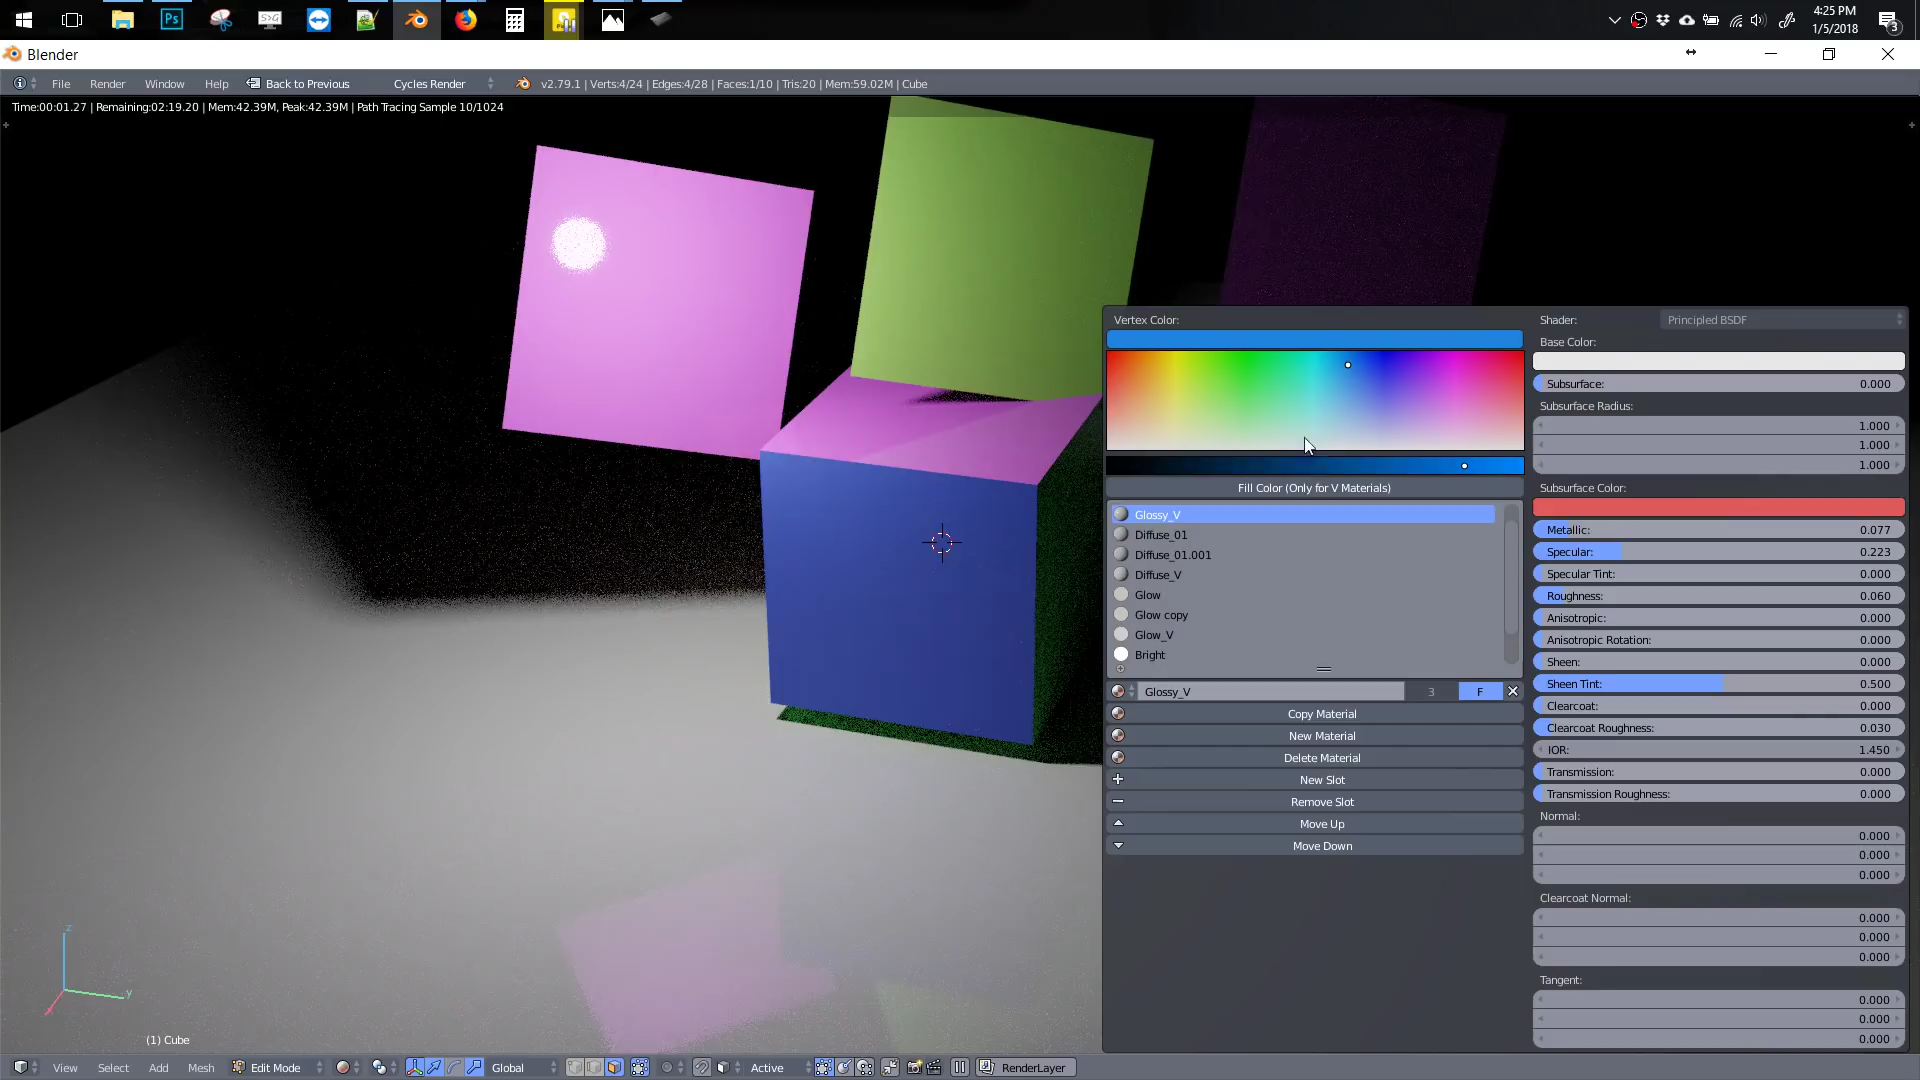 Ps
S>G
4:25 PM
1/5/2018
3
Blender
File Render Window Help Back to Previous Cycles Render v2.79.1 | Verts:4/24 | Edges:4/28 | Faces:1/10 | Tris:20 | Mem:59.02M | Cube
Time:00:01.27 | Remaining:02:19.20 | Mem:42.39M, Peak:42.39M | Path Tracing Sample 10/1024
Vertex Color:
Fill Color (Only for V Materials)
Glossy_V
Diffuse_01
Diffuse_01.001
Diffuse_V
Glow
Glow copy
Glow_V
Bright
Glossy_V 3 F
Copy Material
New Material
Delete Material
New Slot
Remove Slot
Move Up
Move Down
Shader: Principled BSDF
Base Color:
Subsurface: 0.000
Subsurface Radius:
1.000
1.000
1.000
Subsurface Color:
Metallic: 0.077
Specular: 0.223
Specular Tint: 0.000
Roughness: 0.060
Anisotropic: 0.000
Anisotropic Rotation: 0.000
Sheen: 0.000
Sheen Tint: 0.500
Clearcoat: 0.000
Clearcoat Roughness: 0.030
IOR: 1.450
Transmission: 0.000
Transmission Roughness: 0.000
Normal:
0.000
0.000
0.000
Clearcoat Normal:
0.000
0.000
0.000
Tangent:
0.000
0.000
0.000
z
y
(1) Cube
View Select Add Mesh Edit Mode Global Active RenderLayer